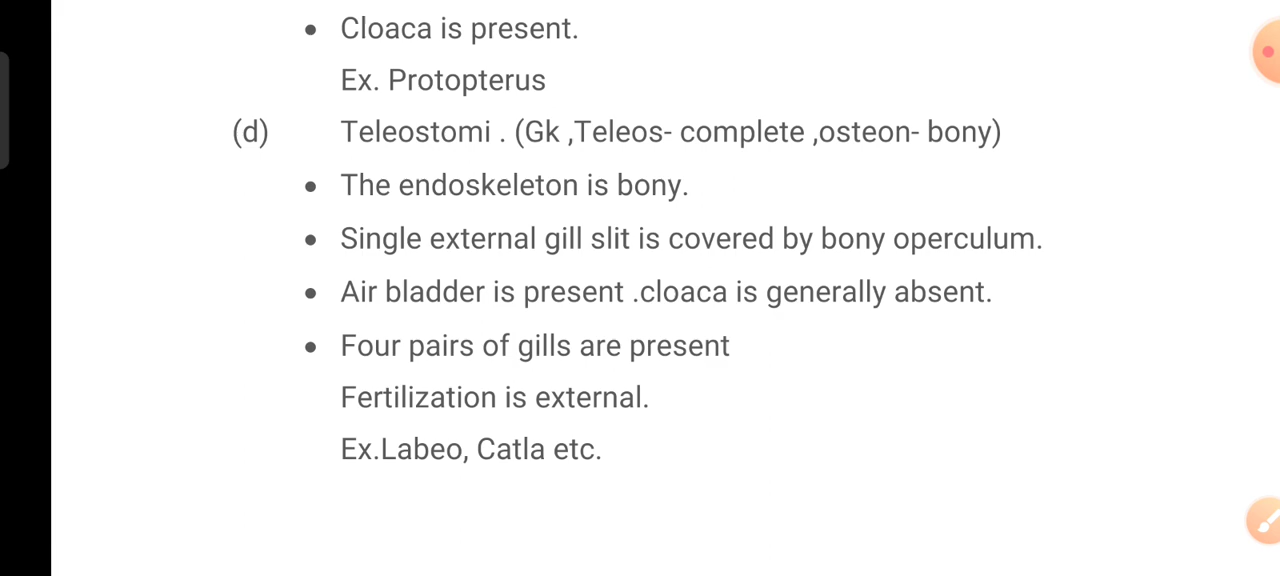 • Cloaca is present.
Ex. Protopterus
(d) Teleostomi . (Gk ,Teleos- complete ,osteon- bony)
• The endoskeleton is bony.
• Single external gill slit is covered by bony operculum.
• Air bladder is present .cloaca is generally absent.
• Four pairs of gills are present
Fertilization is external.
Ex.Labeo, Catla etc.